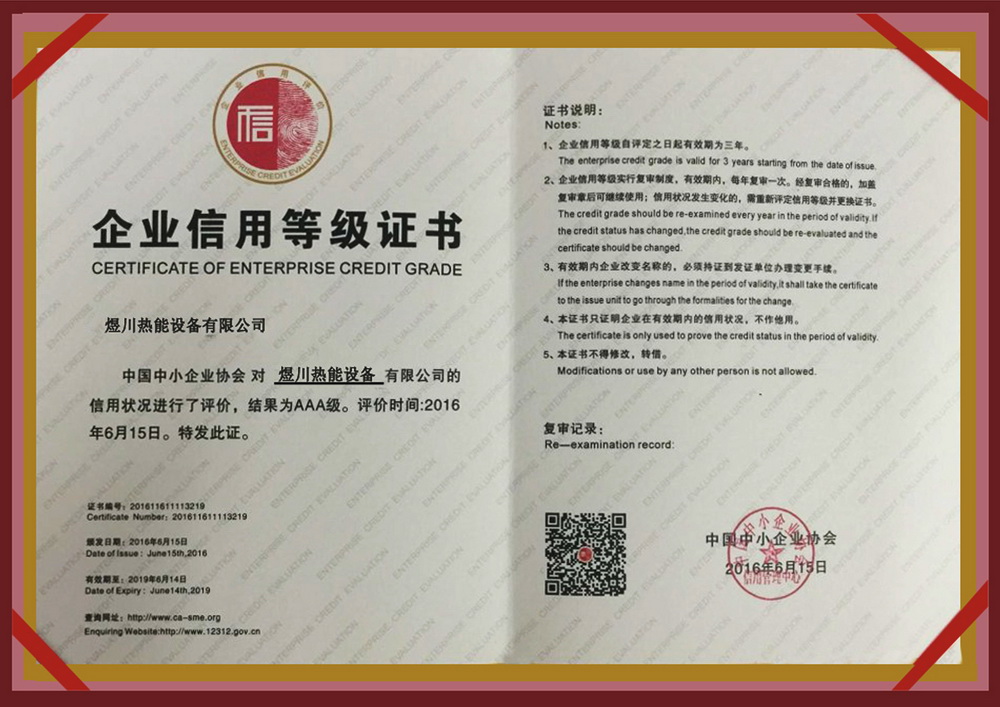 企业信用评价
信
ENTERPRISE CREDIT EVALUATION
企业信用等级证书
CERTIFICATE OF ENTERPRISE CREDIT GRADE
煜川热能设备有限公司
中国中小企业协会 对 煜川热能设备 有限公司的
信用状况进行了评价，结果为AAA级。评价时间:2016
年6月15日。特发此证。
证书编号：201611611113219
Certificate Number: 201611611113219
颁发日期：2016年6月15日
Date of Issue : June15th,2016
有效期至：2019年6月14日
Date of Expiry : June14th,2019
查询网址：http://www.ca-sme.org
Enquiring Website:http://www.12312.gov.cn
证书说明：
Notes:
1、企业信用等级自评定之日起有效期为三年。
The enterprise credit grade is valid for 3 years starting from the date of issue.
2、企业信用等级实行复审制度，有效期内，每年复审一次。经复审合格的，加盖
复审章后可继续使用；信用状况发生变化的，需重新评定信用等级并更换证书。
The credit grade should be re-examined every year in the period of validity.If
the credit status has changed,the credit grade should be re-evaluated and the
certificate should be changed.
3、有效期内企业改变名称的，必须持证到发证单位办理变更手续。
If the enterprise changes name in the period of validity,it shall take the certificate
to the issue unit to go through the formalities for the change.
4、本证书只证明企业在有效期内的信用状况，不作他用。
The certificate is only used to prove the credit status in the period of validity.
5、本证书不得修改，转借。
Modifications or use by any other person is not allowed.
复审记录：
Re—examination record:
中国中小企业协会
2016年6月15日
中国中小企业协会
信用管理中心